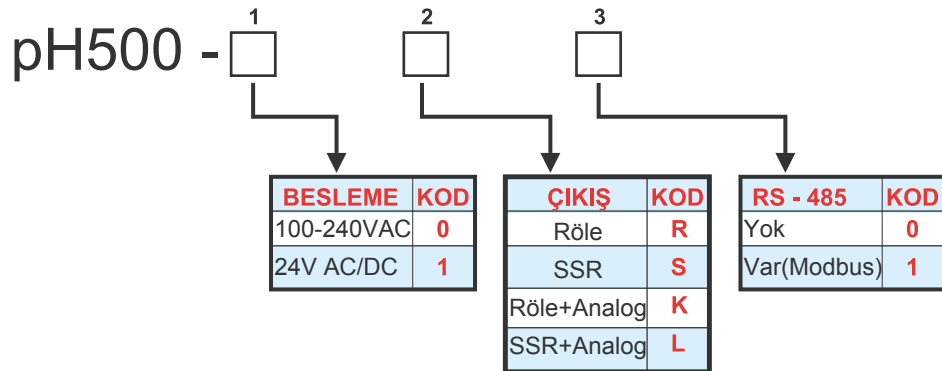 1 2 3
pH500 -
BESLEME KOD
100-240VAC 0
24V AC/DC 1
ÇIKIŞ KOD
Röle R
SSR S
Röle+Analog K
SSR+Analog L
RS - 485 KOD
Yok 0
Var(Modbus) 1